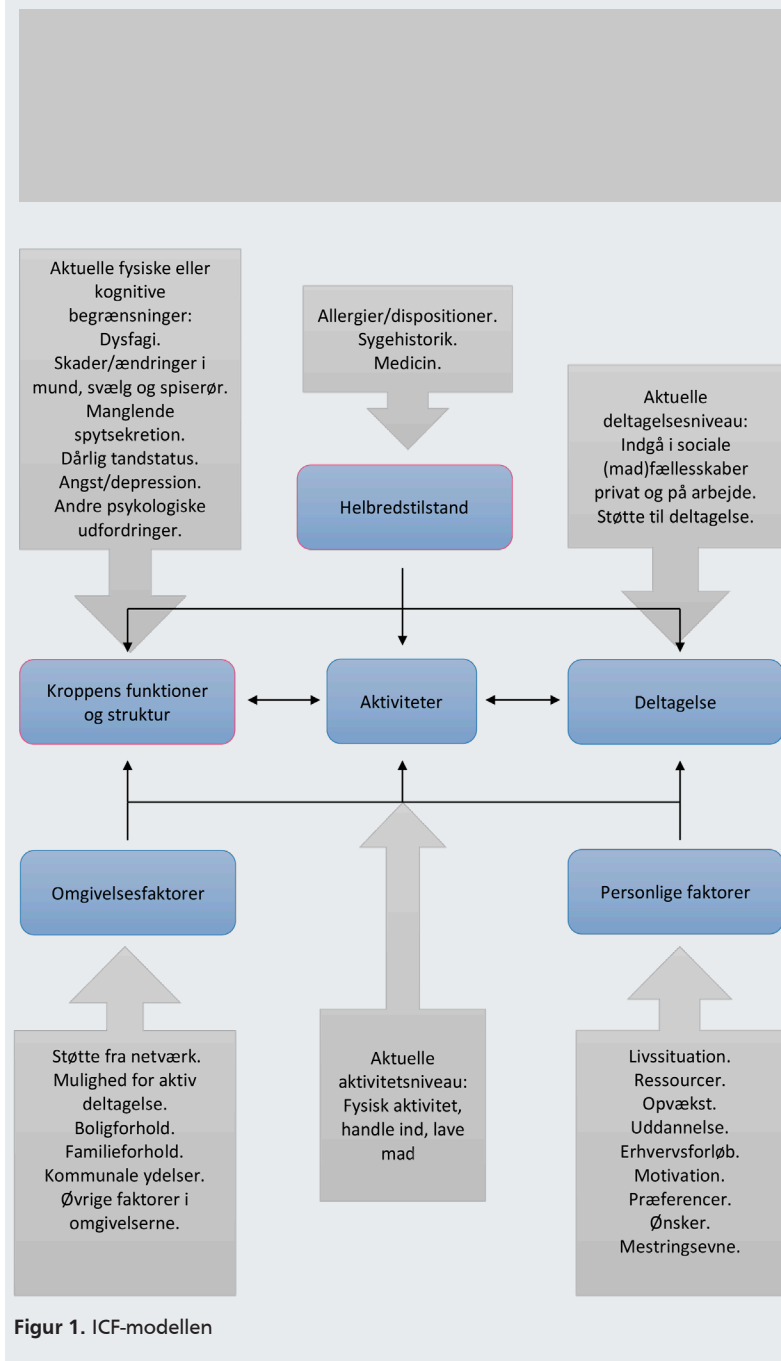 Aktuelle fysiske eller
kognitive
begrænsninger:
Dysfagi.
Skader/ændringer i
mund, svælg og spiserør.
Manglende
spytsekretion.
Dårlig tandstatus.
Angst/depression.
Andre psykologiske
udfordringer.
Allergier/dispositioner.
Sygehistorik.
Medicin.
Aktuelle
deltagelsesniveau:
Indgå i sociale
(mad)fællesskaber
privat og på arbejde.
Støtte til deltagelse.
Helbredstilstand
Kroppens funktioner
og struktur
Aktiviteter
Deltagelse
Omgivelsesfaktorer
Personlige faktorer
Støtte fra netværk.
Mulighed for aktiv
deltagelse.
Boligforhold.
Familieforhold.
Kommunale ydelser.
Øvrige faktorer i
omgivelserne.
Aktuelle
aktivitetsniveau:
Fysisk aktivitet,
handle ind, lave
mad
Livssituation.
Ressourcer.
Opvækst.
Uddannelse.
Erhvervsforløb.
Motivation.
Præferencer.
Ønsker.
Mestringsevne.
Figur 1. ICF-modellen